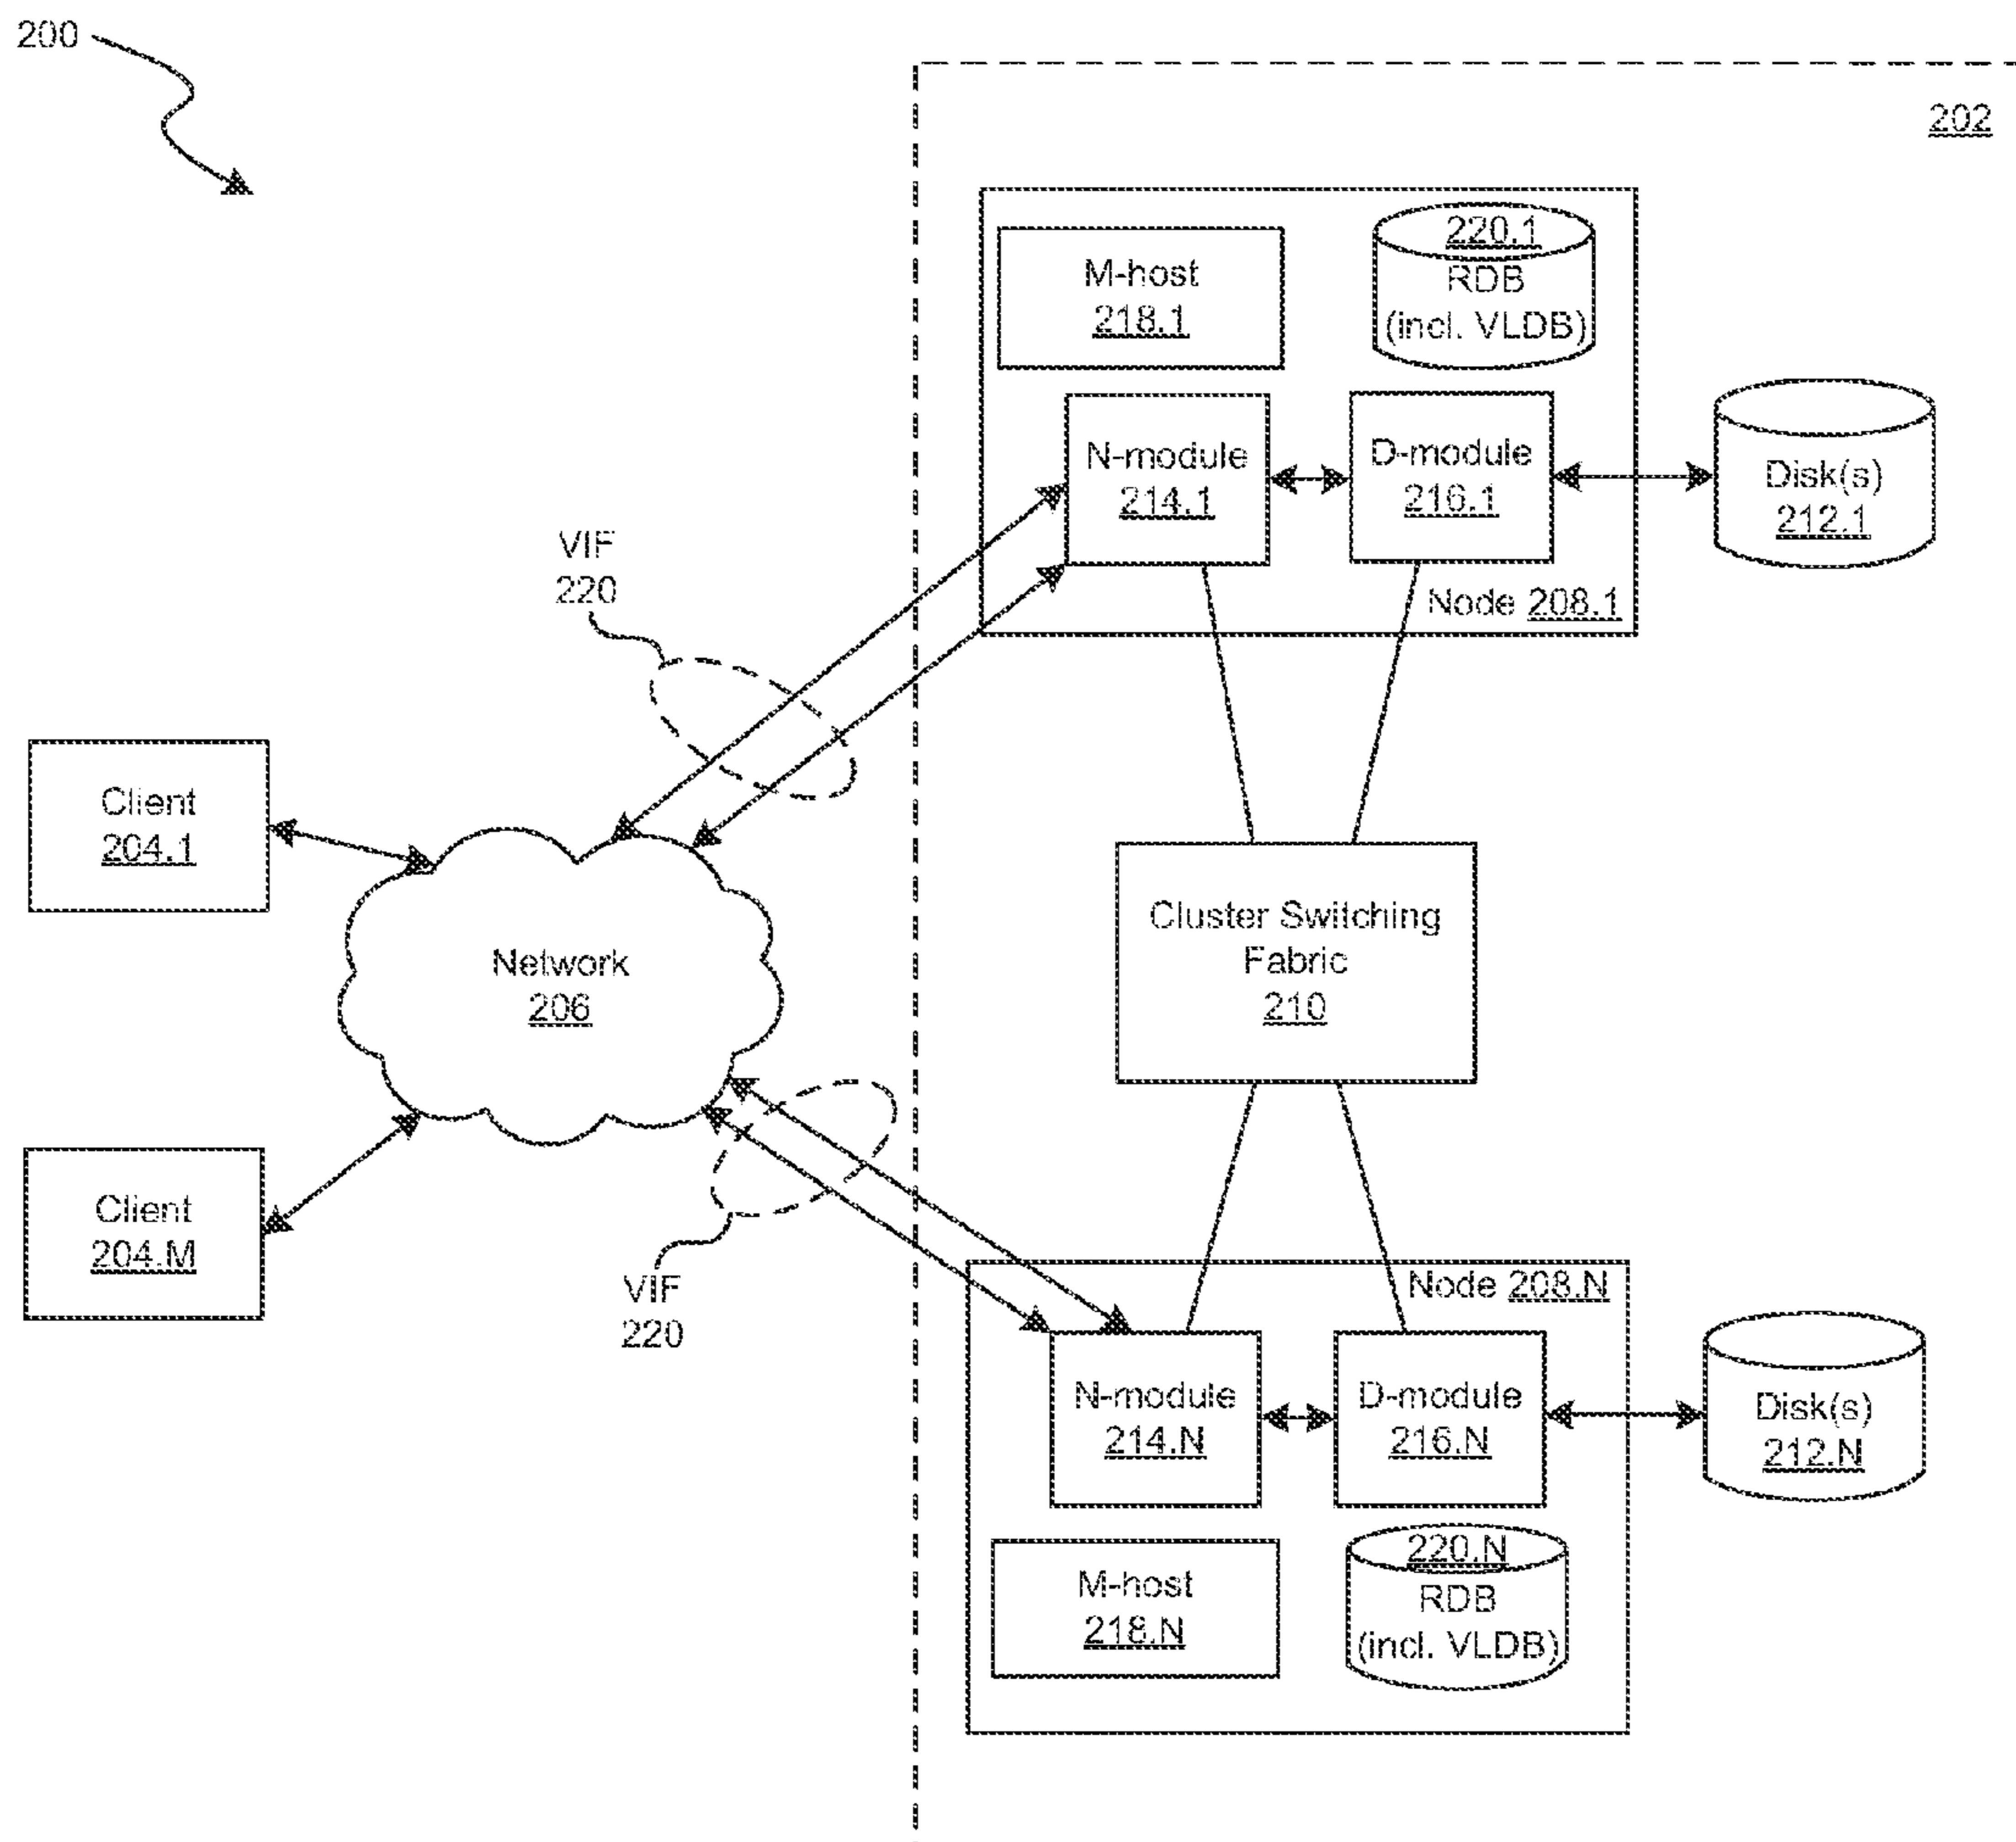 200
202
220.1
RDB
(incl. VLDB)
M-host
218.1
N-module
214.1
D-module
216.1
Disk(s)
212.1
Node 208.1
VIF
220
Client
204.1
Network
206
Cluster Switching
Fabric
210
Client
204.M
VIF
220
Node 208.N
N-module
214.N
D-module
216.N
Disk(s)
212.N
M-host
218.N
220.N
RDB
(incl. VLDB)